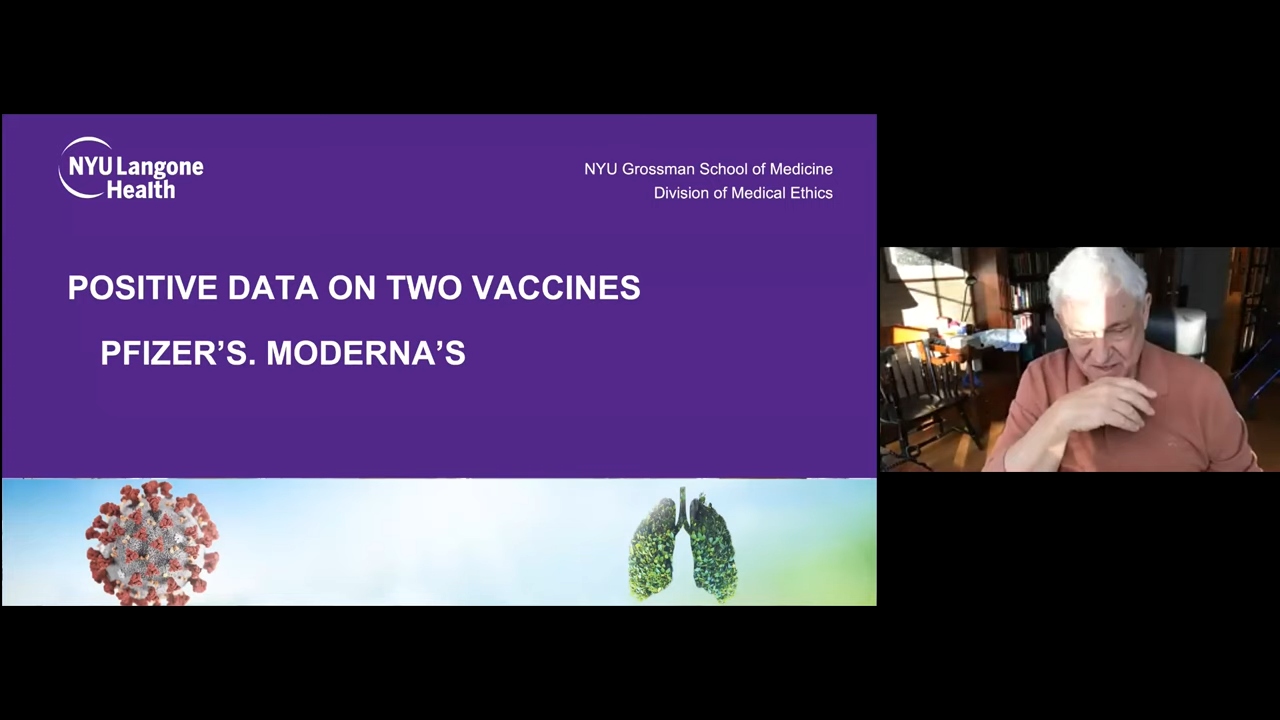 NYU Langone
Health
NYU Grossman School of Medicine
Division of Medical Ethics
POSITIVE DATA ON TWO VACCINES
PFIZER’S. MODERNA’S